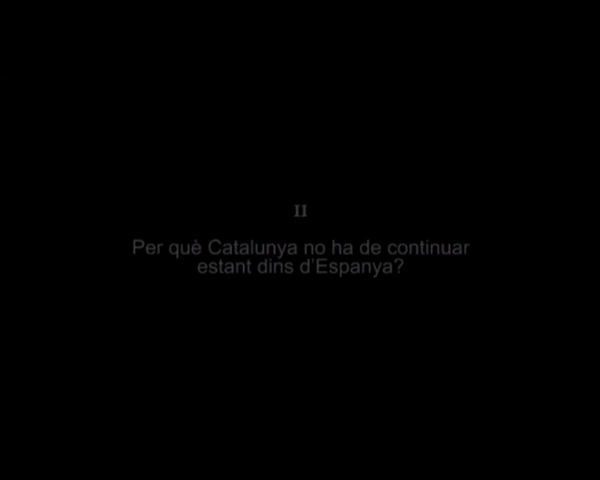 II
Per què Catalunya no ha de continuar
estant dins d'Espanya?